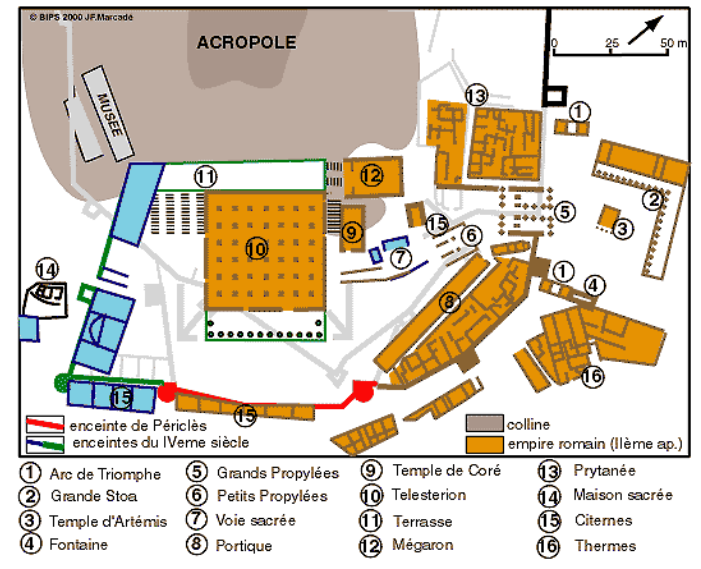 © BIPS 2000 JF.Marcadé
ACROPOLE
0 25 50 m
MUSEE
13
1
11
12
2
15
5
3
9
6
10
7
14
1
4
8
16
15
15
enceinte de Périclès
enceintes du IVeme siècle
colline
empire romain (IIème ap.)
1 Arc de Triomphe
2 Grande Stoa
3 Temple d'Artémis
4 Fontaine
5 Grands Propylées
6 Petits Propylées
7 Voie sacrée
8 Portique
9 Temple de Coré
10 Telesterion
11 Terrasse
12 Mégaron
13 Prytanée
14 Maison sacrée
15 Citernes
16 Thermes